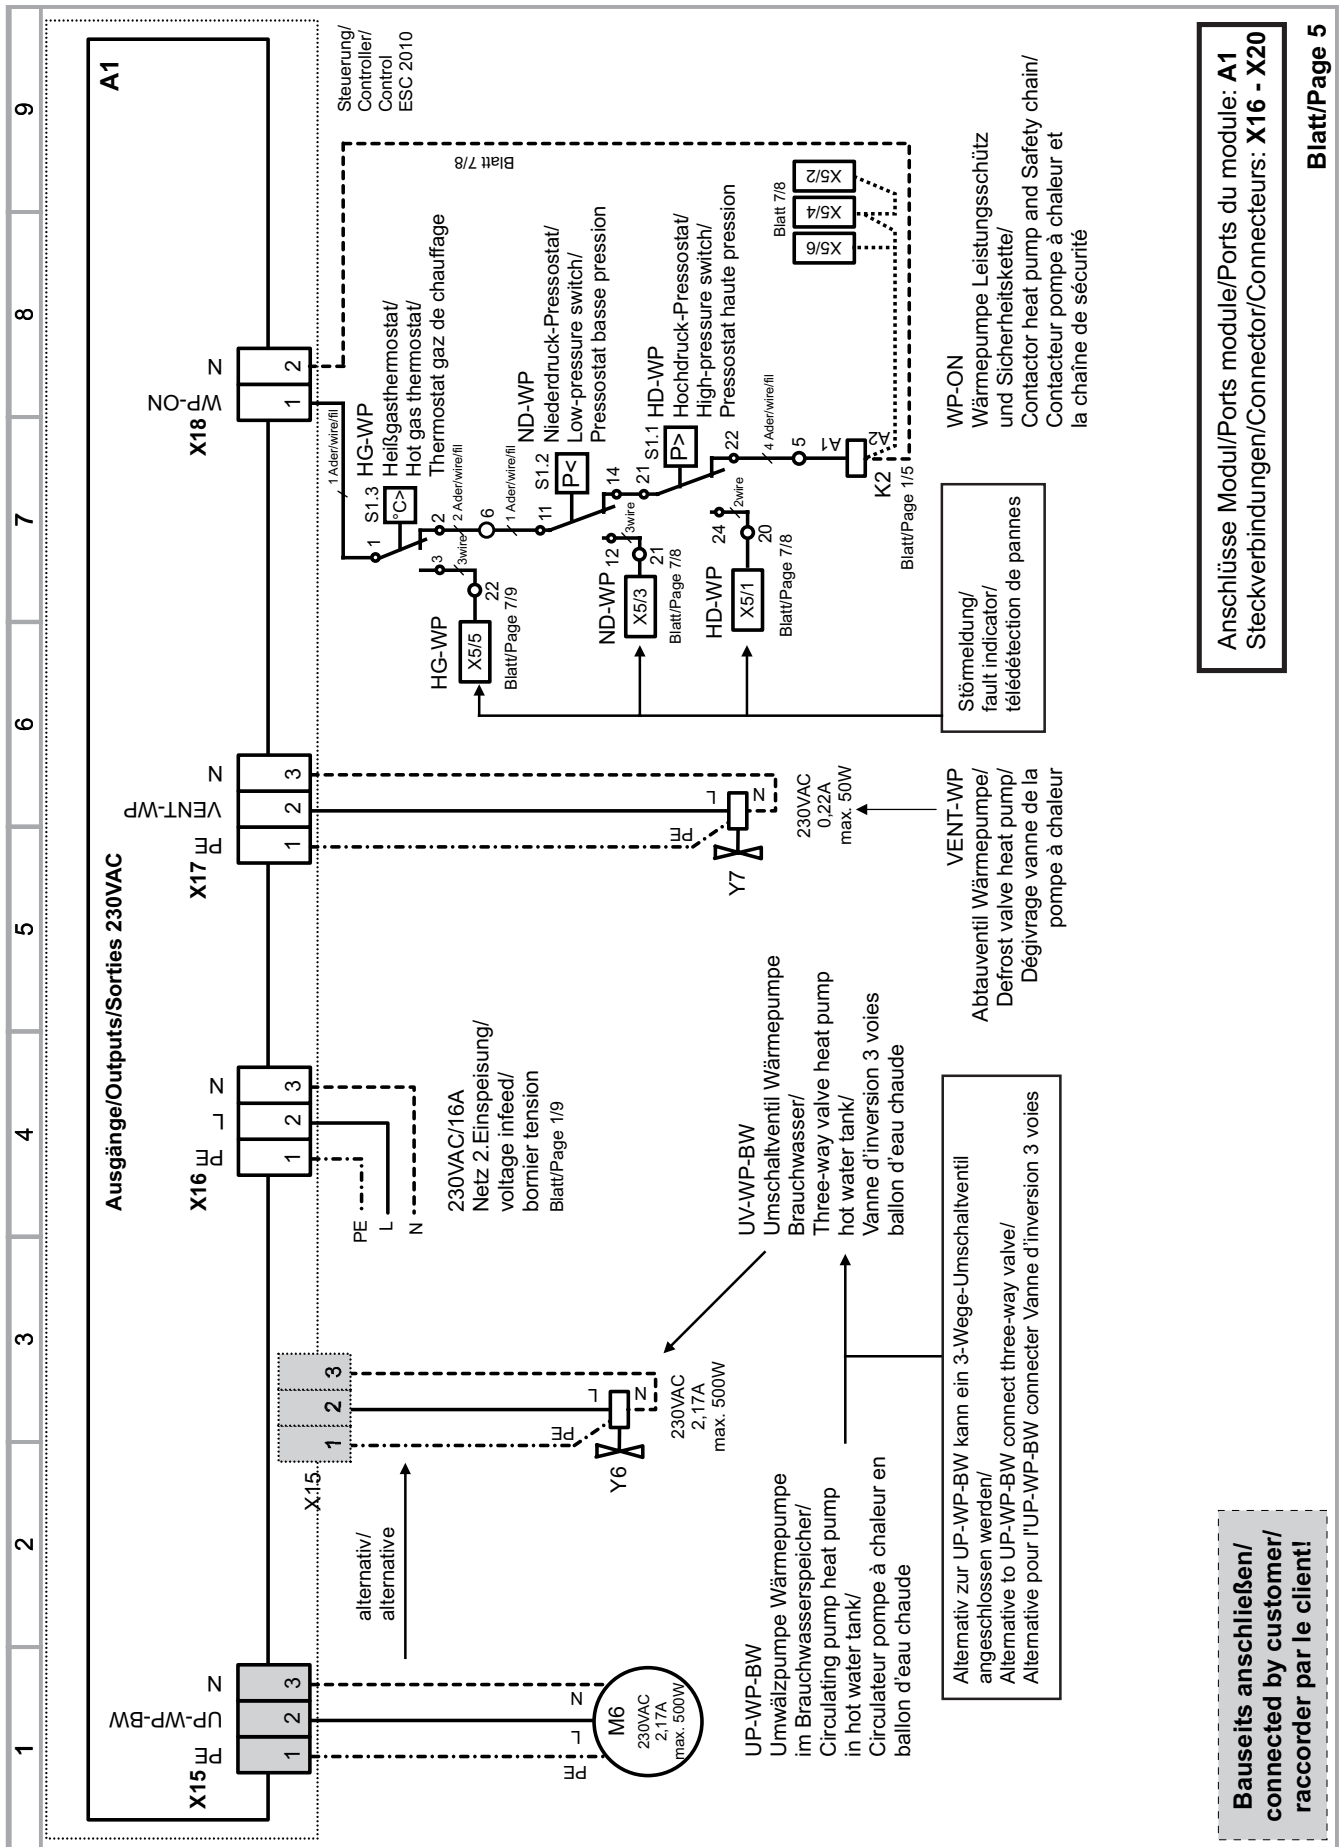 1 2 3 4 5 6 7 8 9
Ausgänge/Outputs/Sorties 230VAC
A1
X15
PE
UP-WP-BW
N
1 2 3
PE
L
N
M6
230VAC
2,17A
max. 500W
UP-WP-BW
Umwälzpumpe Wärmepumpe
im Brauchwasserspeicher/
Circulating pump heat pump
in hot water tank/
Circulateur pompe à chaleur en
ballon d'eau chaude
alternativ/
alternative
X15
1 2 3
PE
L
N
Y6
230VAC
2,17A
max. 500W
UV-WP-BW
Umschaltventil Wärmepumpe
Brauchwasser/
Three-way valve heat pump
hot water tank/
Vanne d'inversion 3 voies
ballon d'eau chaude
Alternativ zur UP-WP-BW kann ein 3-Wege-Umschaltventil
angeschlossen werden/
Alternative to UP-WP-BW connect three-way valve/
Alternative pour l'UP-WP-BW connecter Vanne d'inversion 3 voies
X16
PE
L
N
1 2 3
PE
L
N
230VAC/16A
Netz 2.Einspeisung/
voltage infeed/
bornier tension
Blatt/Page 1/9
X17
PE
VENT-WP
N
1 2 3
PE
L
N
Y7
230VAC
0,22A
max. 50W
VENT-WP
Abtauventil Wärmepumpe/
Defrost valve heat pump/
Dégivrage vanne de la
pompe à chaleur
X18
WP-ON
N
1 2
Steuerung/
Controller/
Control
ESC 2010
1 Ader/wire/fil
Blatt 7/8
1
S1.3
°C>
HG-WP
Heißgasthermostat/
Hot gas thermostat/
Thermostat gaz de chauffage
3
2
3wire
2 Ader/wire/fil
22
6
HG-WP
X5/5
Blatt/Page 7/9
1 Ader/wire/fil
11
S1.2
P<
ND-WP
Niederdruck-Pressostat/
Low-pressure switch/
Pressostat basse pression
12
14
3wire
21
21
ND-WP
X5/3
Blatt/Page 7/8
S1.1
P>
HD-WP
Hochdruck-Pressostat/
High-pressure switch/
Pressostat haute pression
24
22
2wire
4 Ader/wire/fil
20
5
HD-WP
X5/1
Blatt/Page 7/8
A1
A2
K2
Blatt/Page 1/5
Blatt 7/8
X5/6
X5/4
X5/2
Störmeldung/
fault indicator/
télédétection de pannes
WP-ON
Wärmepumpe Leistungsschütz
und Sicherheitskette/
Contactor heat pump and Safety chain/
Contacteur pompe à chaleur et
la chaîne de sécurité
Bauseits anschließen/
connected by customer/
raccorder par le client!
Anschlüsse Modul/Ports module/Ports du module: A1
Steckverbindungen/Connector/Connecteurs: X16 - X20
Blatt/Page 5